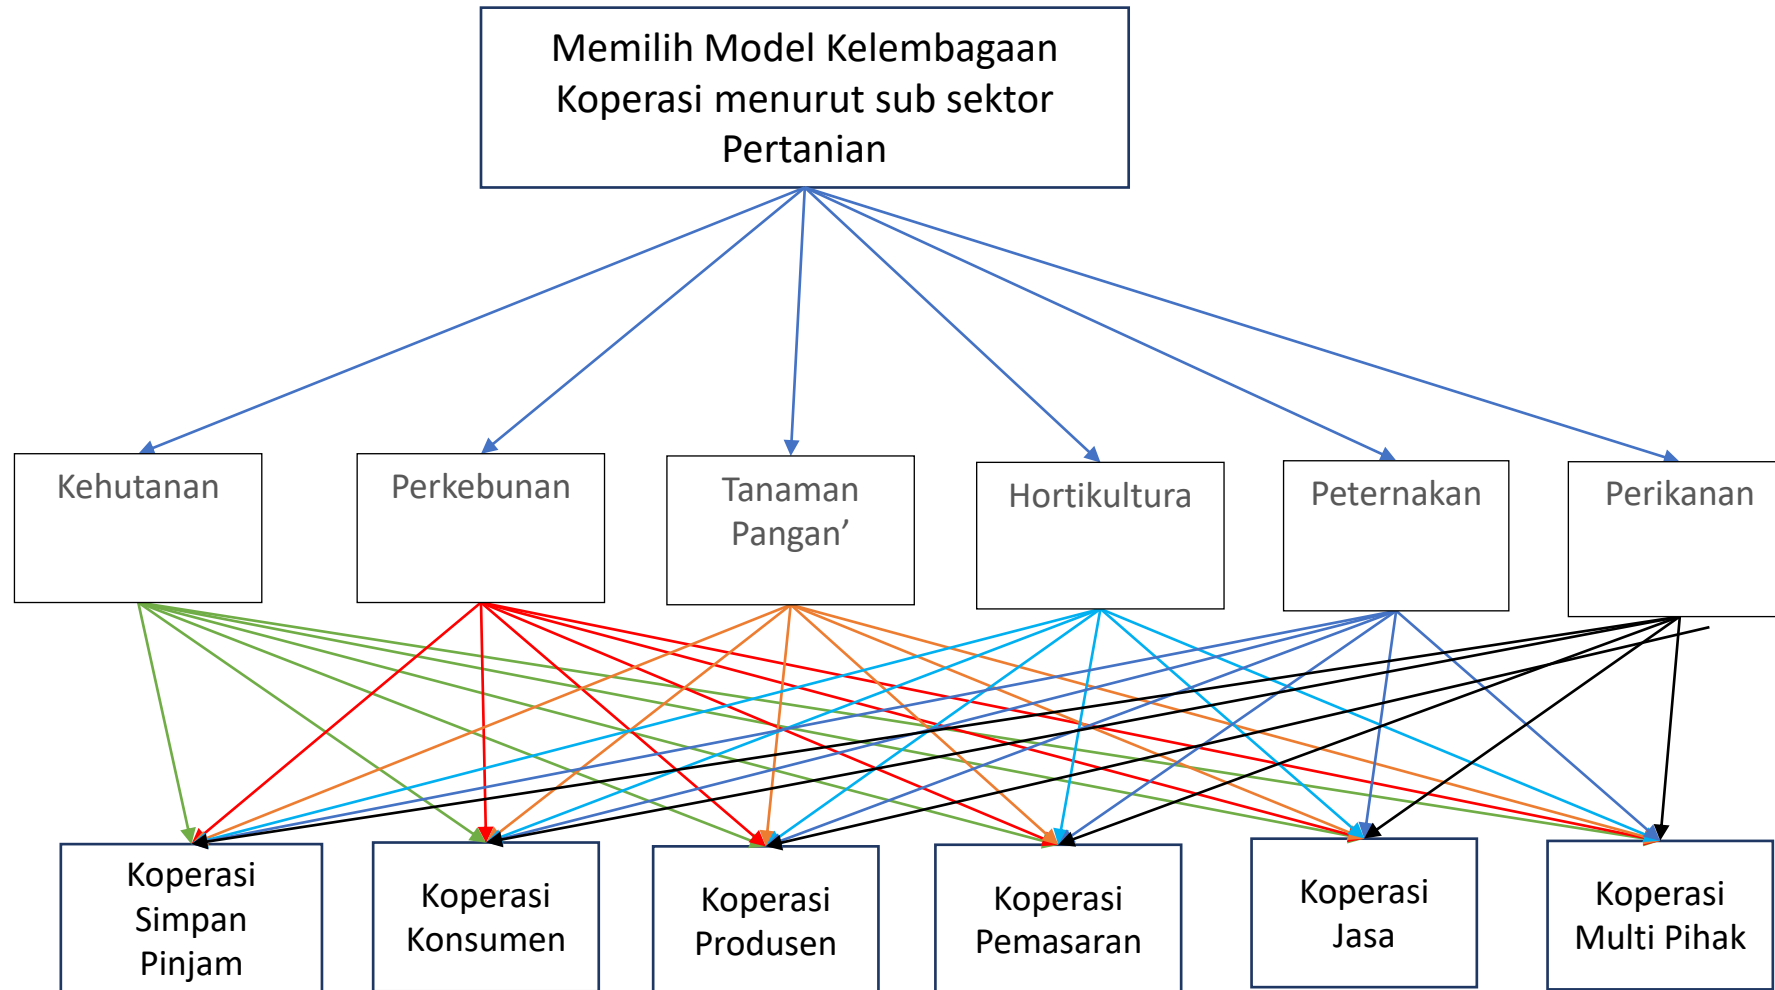 Memilih Model Kelembagaan
Koperasi menurut sub sektor
Pertanian
Kehutanan
Perkebunan
Tanaman
Pangan’
Hortikultura
Peternakan
Perikanan
Koperasi
Simpan
Pinjam
Koperasi
Konsumen
Koperasi
Produsen
Koperasi
Pemasaran
Koperasi
Jasa
Koperasi
Multi Pihak